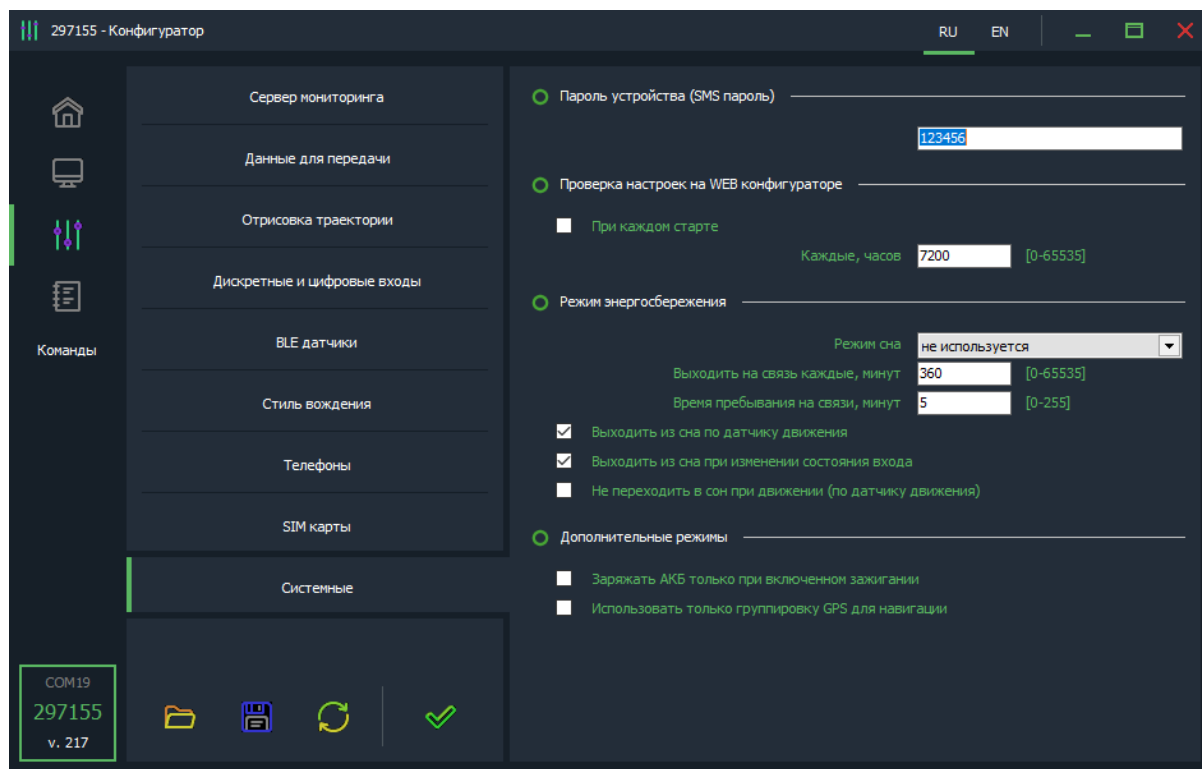 297155 - Конфигуратор
RU EN
Команды
Сервер мониторинга
Данные для передачи
Отрисовка траектории
Дискретные и цифровые входы
BLE датчики
Стиль вождения
Телефоны
SIM карты
Системные
COM19
297155
v. 217
Пароль устройства (SMS пароль)
123456
Проверка настроек на WEB конфигураторе
При каждом старте
Каждые, часов 7200 [0-65535]
Режим энергосбережения
Режим сна не используется
Выходить на связь каждые, минут 360 [0-65535]
Время пребывания на связи, минут 5 [0-255]
Выходить из сна по датчику движения
Выходить из сна при изменении состояния входа
Не переходить в сон при движении (по датчику движения)
Дополнительные режимы
Заряжать АКБ только при включенном зажигании
Использовать только группировку GPS для навигации